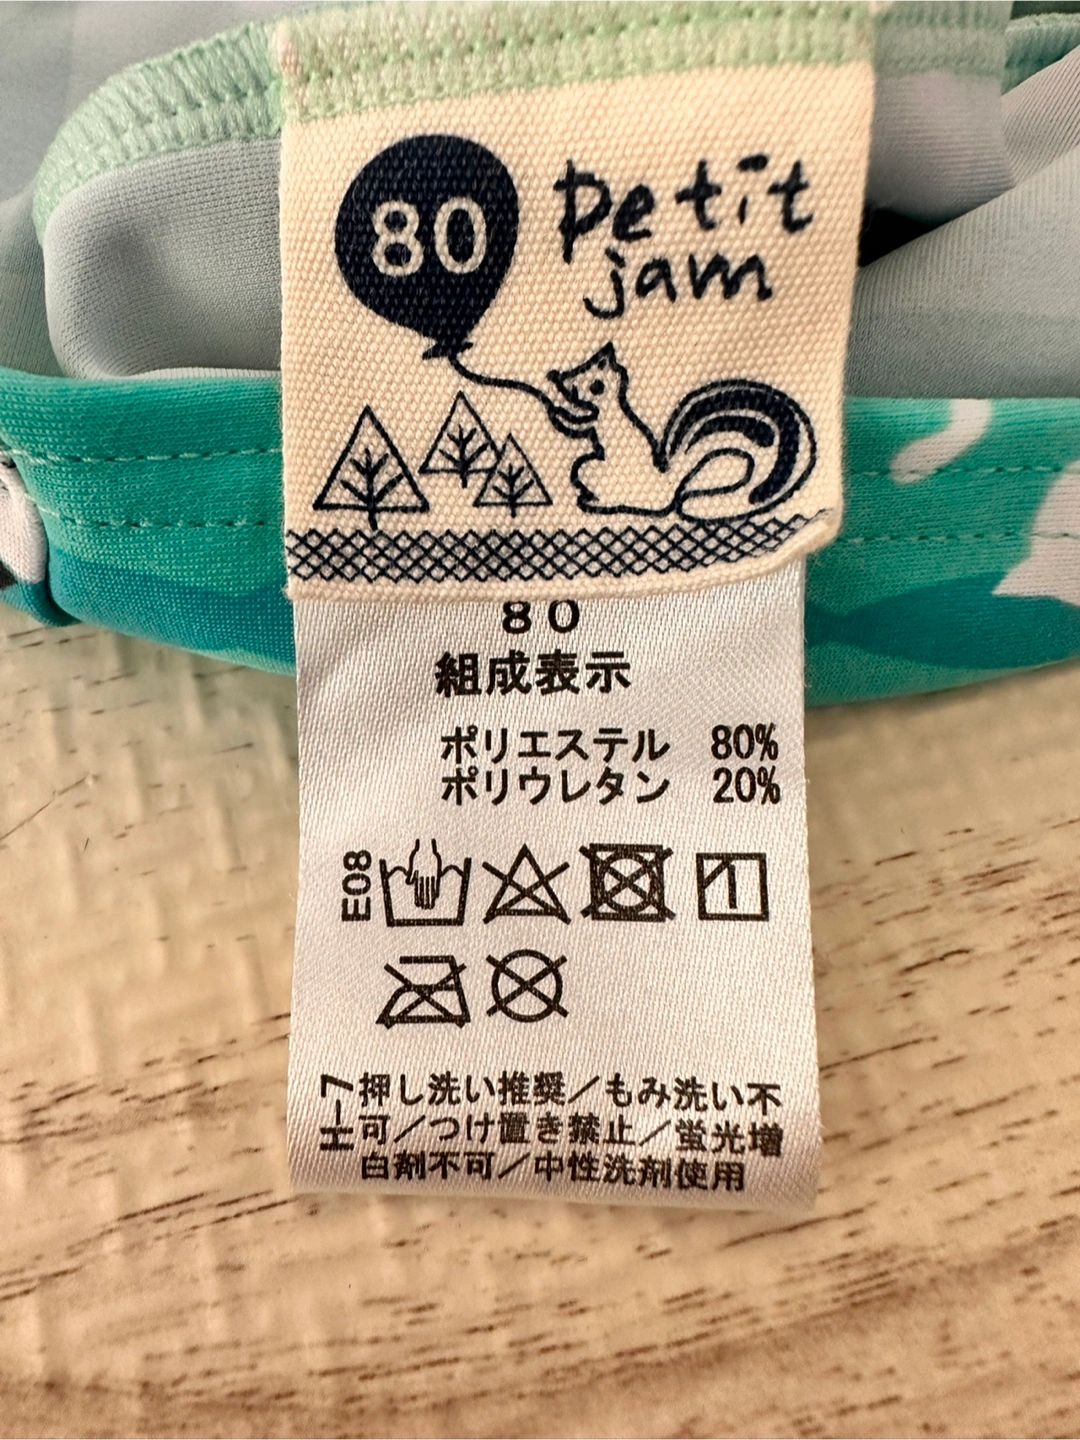 80
petit
jam
80
組成表示
ポリエステル 80%
ポリウレタン 20%
E08
1
H-7
押し洗い推奨／もみ洗い不
可／つけ置き禁止／蛍光増
白剤不可／中性洗剤使用